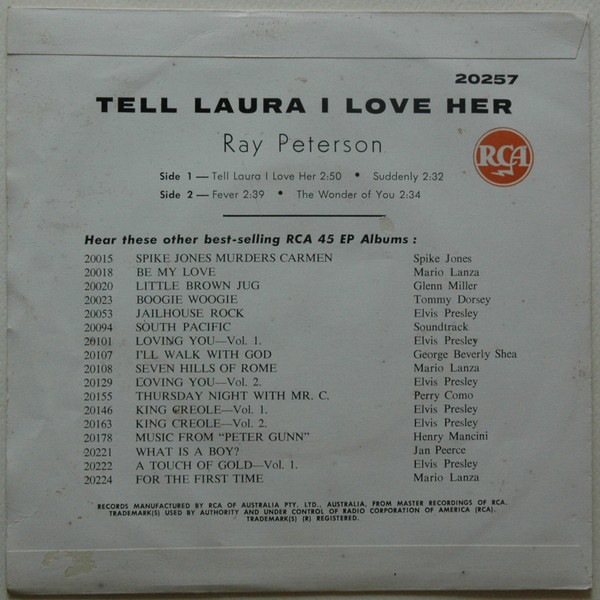 20257
TELL LAURA I LOVE HER
Ray Peterson
RCA
Side 1 — Tell Laura I Love Her 2:50 • Suddenly 2:32
Side 2 — Fever 2:39 • The Wonder of You 2:34
Hear these other best-selling RCA 45 EP Albums :
20015 SPIKE JONES MURDERS CARMEN Spike Jones
20018 BE MY LOVE Mario Lanza
20020 LITTLE BROWN JUG Glenn Miller
20023 BOOGIE WOOGIE Tommy Dorsey
20053 JAILHOUSE ROCK Elvis Presley
20094 SOUTH PACIFIC Soundtrack
20101 LOVING YOU—Vol. 1. Elvis Presley
20107 I'LL WALK WITH GOD George Beverly Shea
20108 SEVEN HILLS OF ROME Mario Lanza
20129 LOVING YOU—Vol. 2. Elvis Presley
20155 THURSDAY NIGHT WITH MR. C. Perry Como
20146 KING CREOLE—Vol. 1. Elvis Presley
20163 KING CREOLE—Vol. 2. Elvis Presley
20178 MUSIC FROM "PETER GUNN" Henry Mancini
20221 WHAT IS A BOY? Jan Peerce
20222 A TOUCH OF GOLD—Vol. 1. Elvis Presley
20224 FOR THE FIRST TIME Mario Lanza
RECORDS MANUFACTURED BY RCA OF AUSTRALIA PTY. LTD., AUSTRALIA, FROM MASTER RECORDINGS OF RCA.
TRADEMARK(S) USED BY AUTHORITY AND UNDER CONTROL OF RADIO CORPORATION OF AMERICA (RCA).
TRADEMARK(S) (R) REGISTERED.